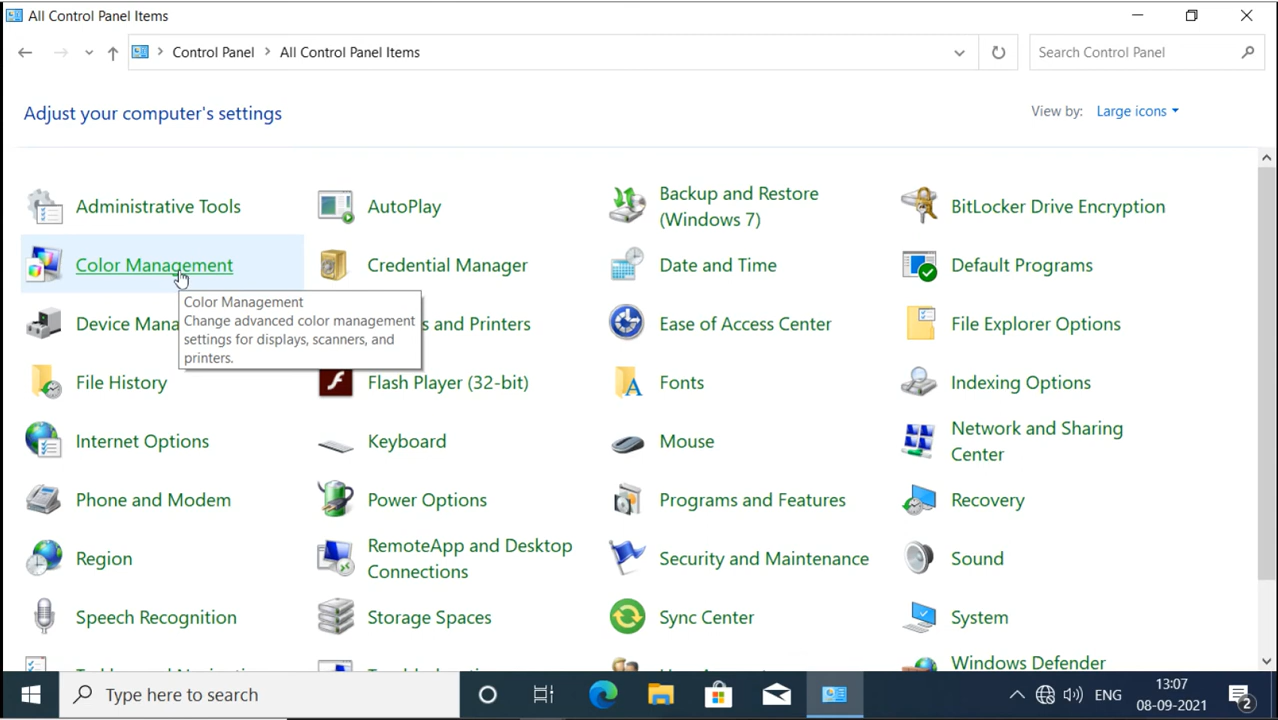 All Control Panel Items
Control Panel > All Control Panel Items
Search Control Panel
Adjust your computer's settings
View by: Large icons
Administrative Tools
AutoPlay
Backup and Restore
(Windows 7)
BitLocker Drive Encryption
Color Management
Credential Manager
Date and Time
Default Programs
Color Management
Change advanced color management
settings for displays, scanners, and
printers.
Device
and Printers
Ease of Access Center
File Explorer Options
File History
Flash Player (32-bit)
Fonts
Indexing Options
Internet Options
Keyboard
Mouse
Network and Sharing
Center
Phone and Modem
Power Options
Programs and Features
Recovery
Region
RemoteApp and Desktop
Connections
Security and Maintenance
Sound
Speech Recognition
Storage Spaces
Sync Center
System
Windows Defender
Type here to search
ENG
13:07
08-09-2021
2